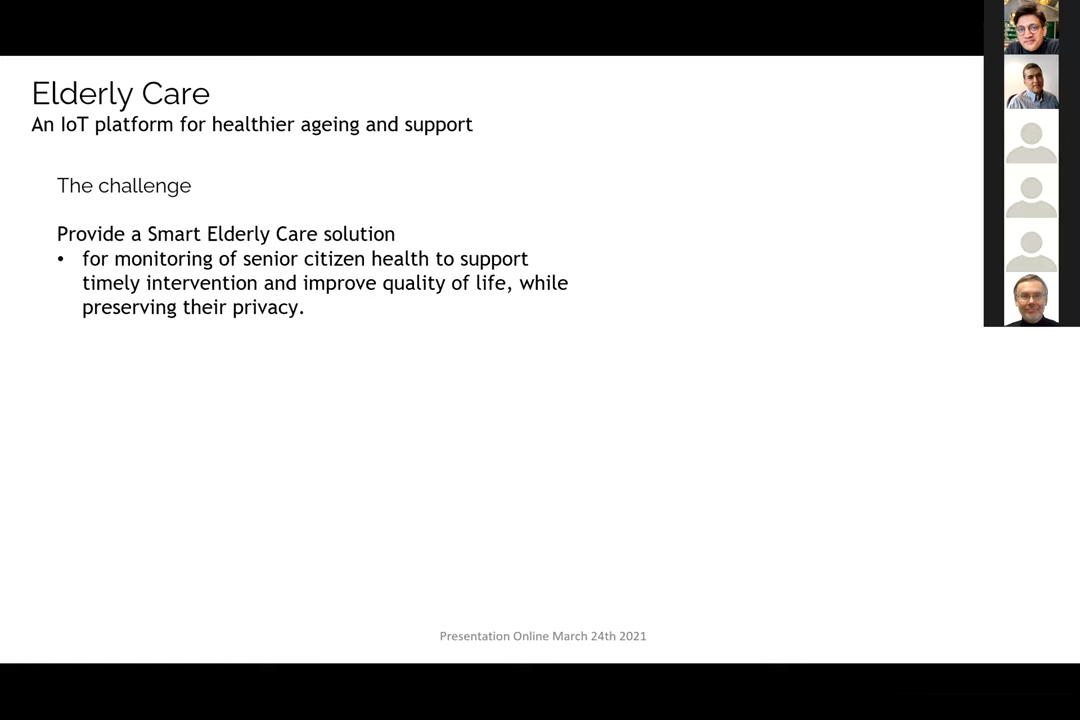 Elderly Care
An IoT platform for healthier ageing and support
The challenge
Provide a Smart Elderly Care solution
• for monitoring of senior citizen health to support
timely intervention and improve quality of life, while
preserving their privacy.
Presentation Online March 24th 2021